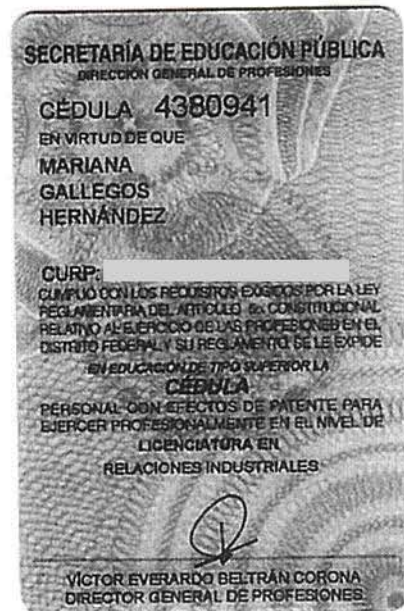 SECRETARÍA DE EDUCACIÓN PÚBLICA
DIRECCIÓN GENERAL DE PROFESIONES
CÉDULA 4380941
EN VIRTUD DE QUE
MARIANA
GALLEGOS
HERNÁNDEZ
CURP:
CUMPLIÓ CON LOS REQUISITOS EXIGIDOS POR LA LEY
REGLAMENTARIA DEL ARTÍCULO 5o. CONSTITUCIONAL
RELATIVO AL EJERCICIO DE LAS PROFESIONES EN EL
DISTRITO FEDERAL Y SU REGLAMENTO, SE LE EXPIDE
EN EDUCACIÓN DE TIPO SUPERIOR LA
CÉDULA
PERSONAL CON EFECTOS DE PATENTE PARA
EJERCER PROFESIONALMENTE EN EL NIVEL DE
LICENCIATURA EN
RELACIONES INDUSTRIALES
VÍCTOR EVERARDO BELTRÁN CORONA
DIRECTOR GENERAL DE PROFESIONES